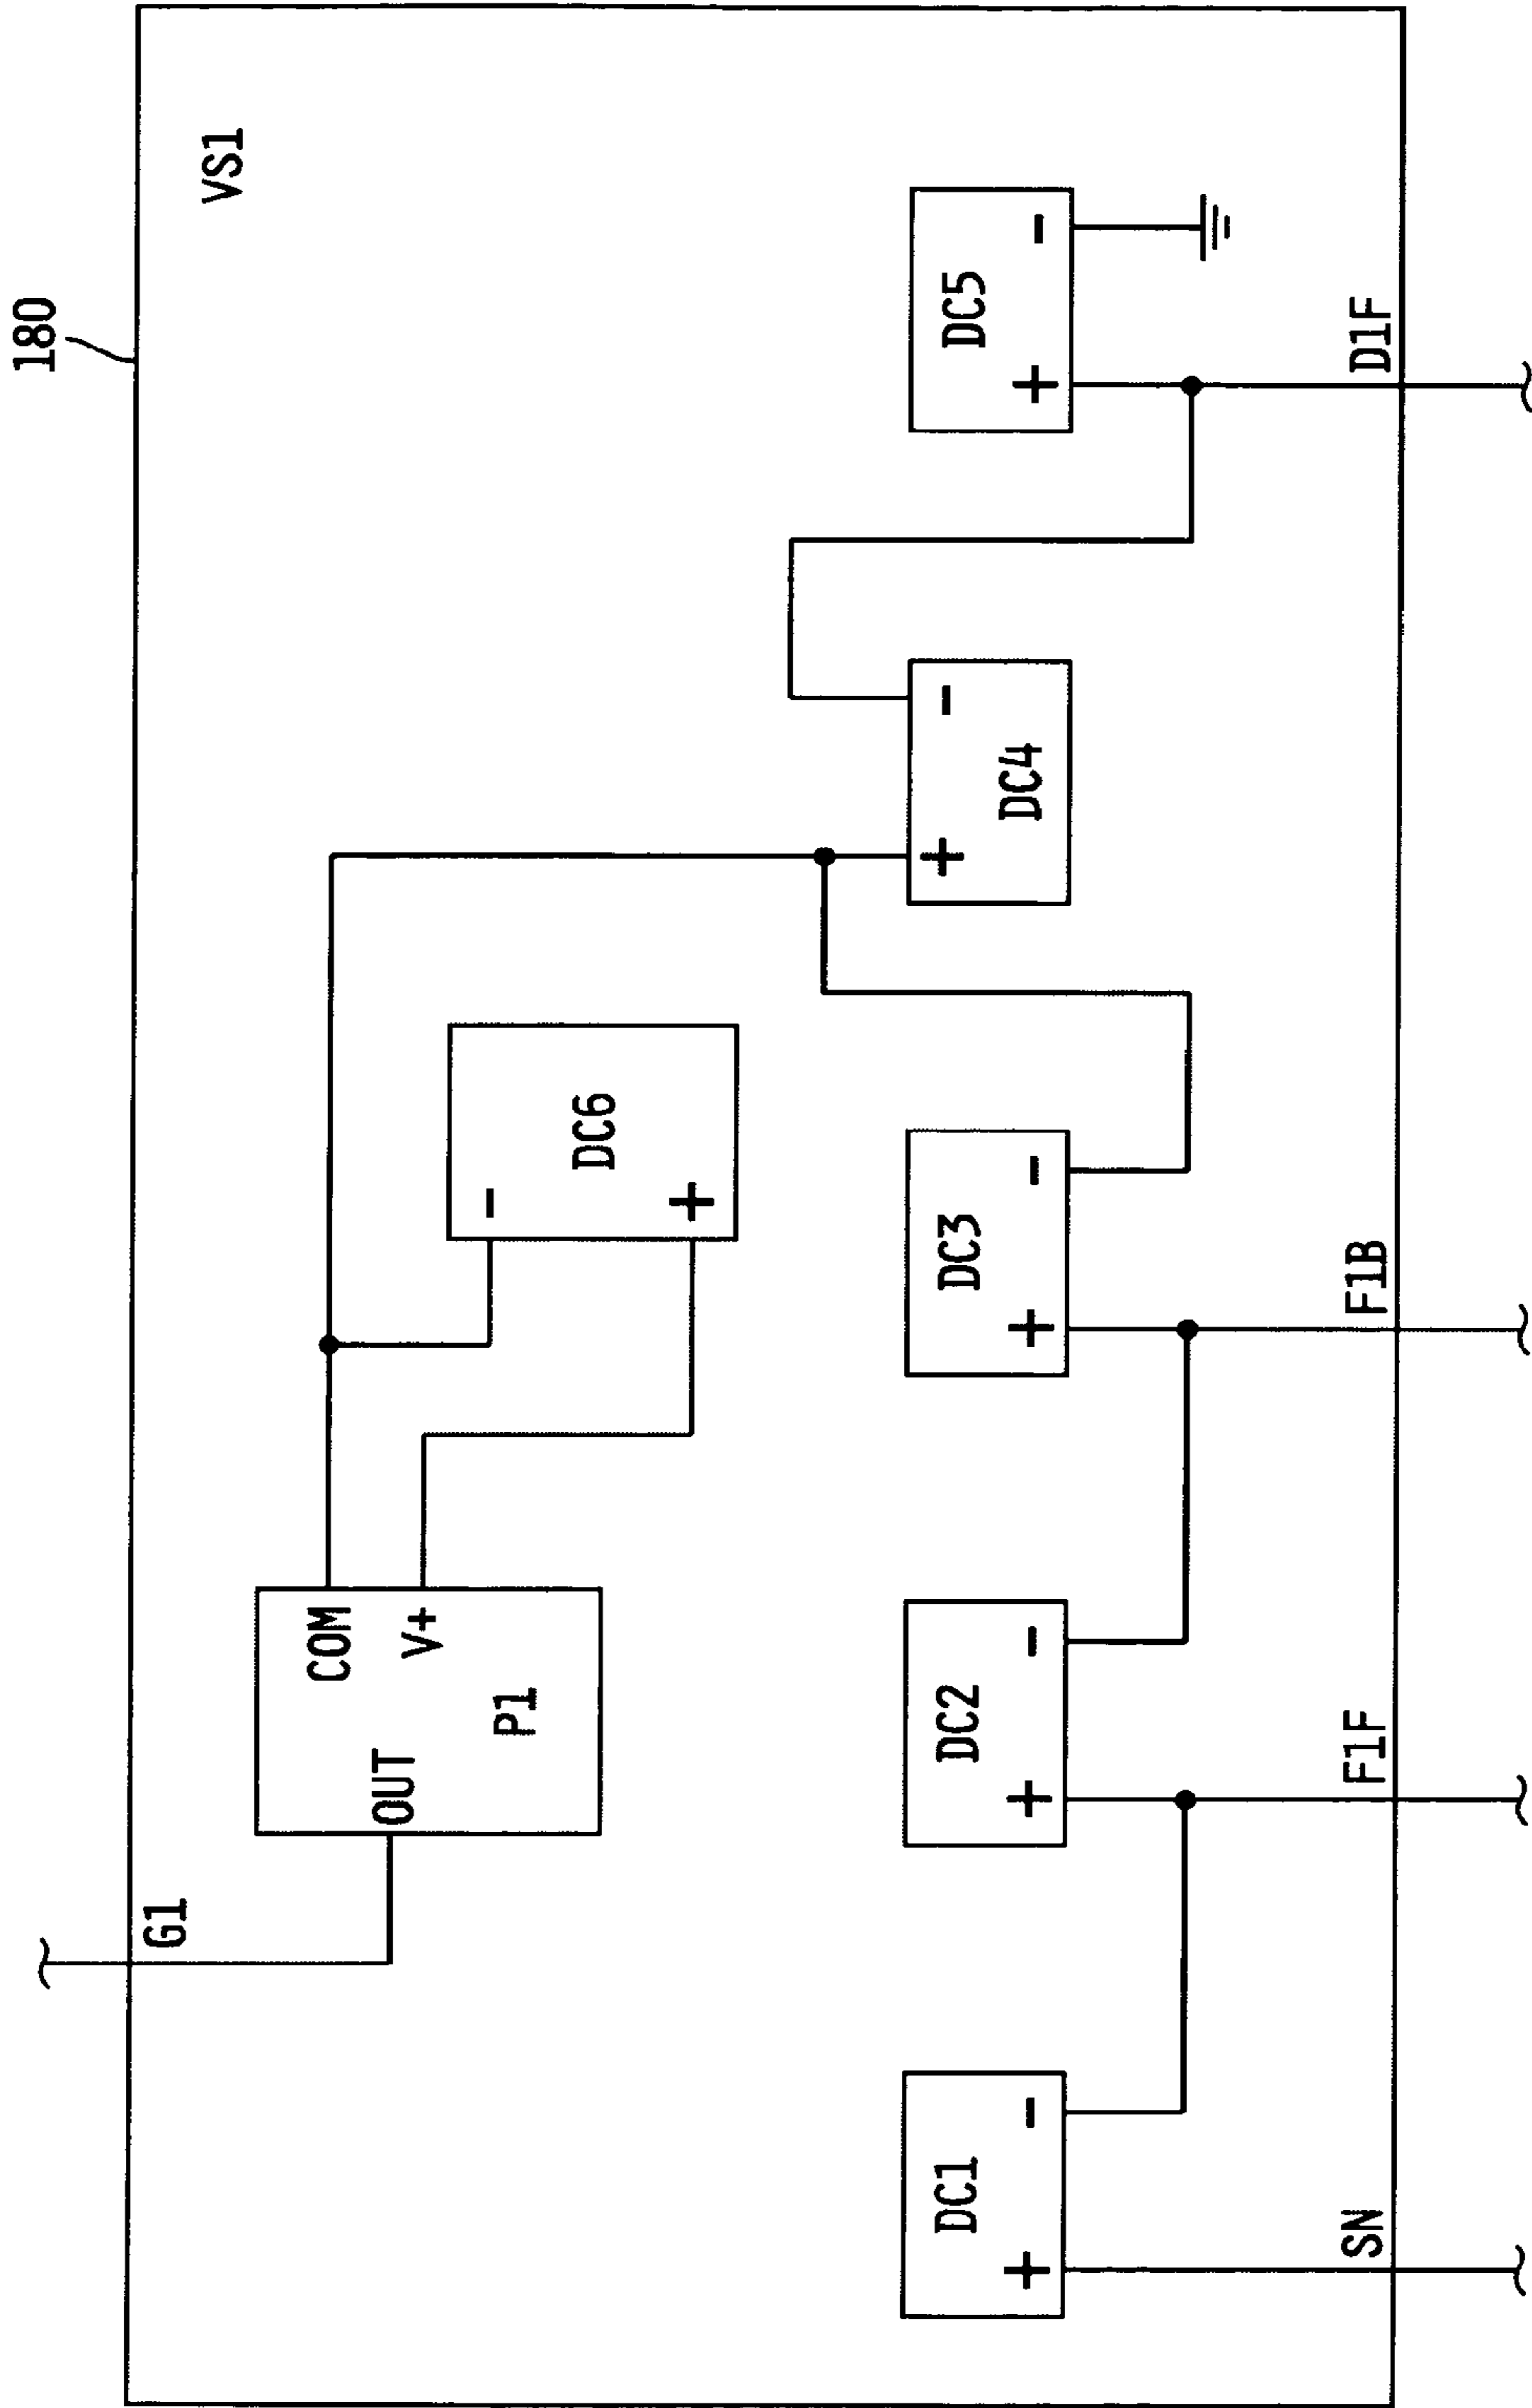 180
VS1
G1
OUT
COM
V+
P1
-
DC6
+
DC1
+
-
DC2
+
-
DC3
+
-
+
-
DC4
DC5
+
-
SN
F1F
F1B
D1F